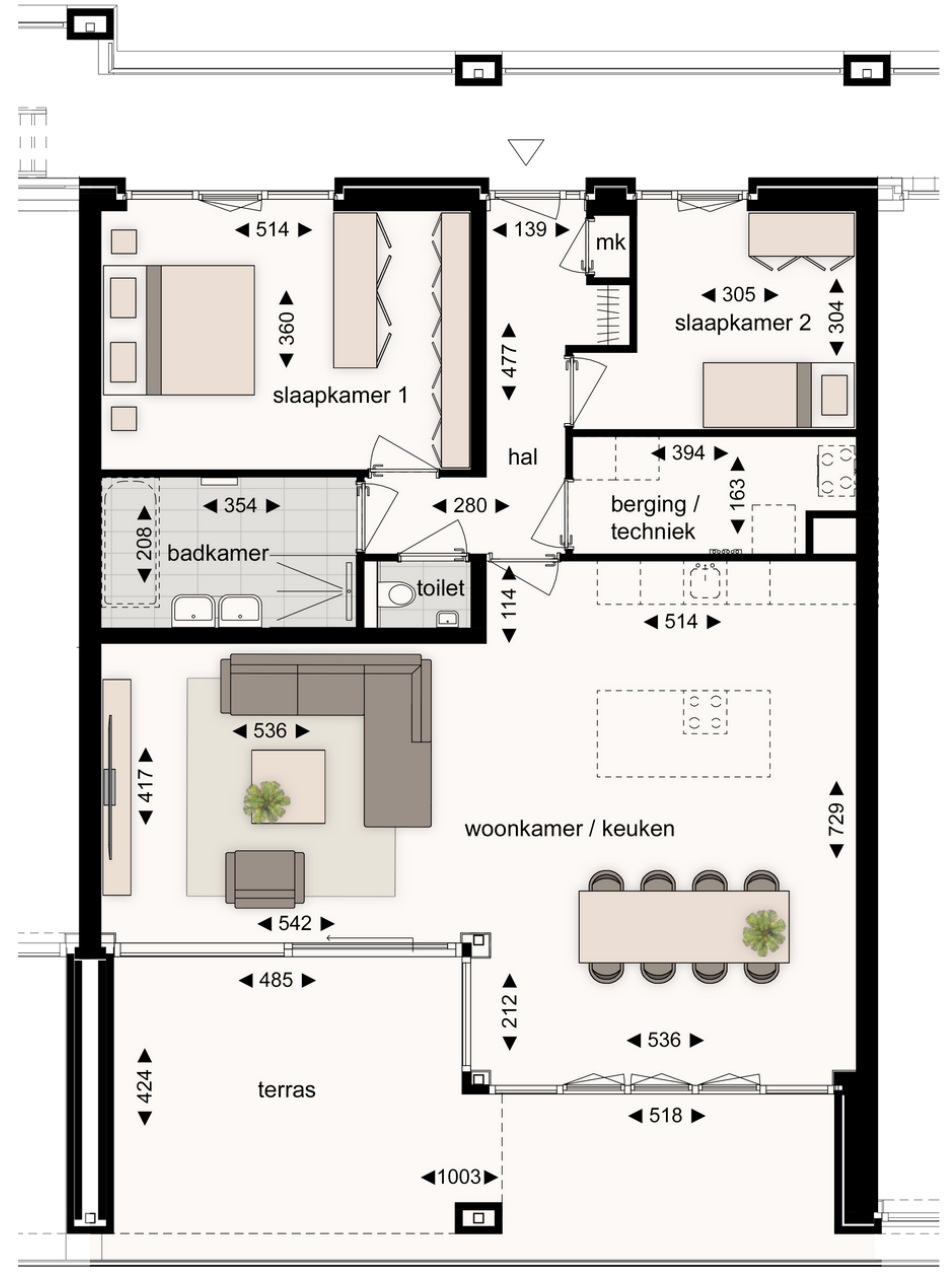 514
139
mk
305
304
slaapkamer 2
360
477
slaapkamer 1
hal
394
163
berging /
techniek
354
280
208
badkamer
toilet
114
514
536
417
729
woonkamer / keuken
542
485
212
536
424
terras
518
1003